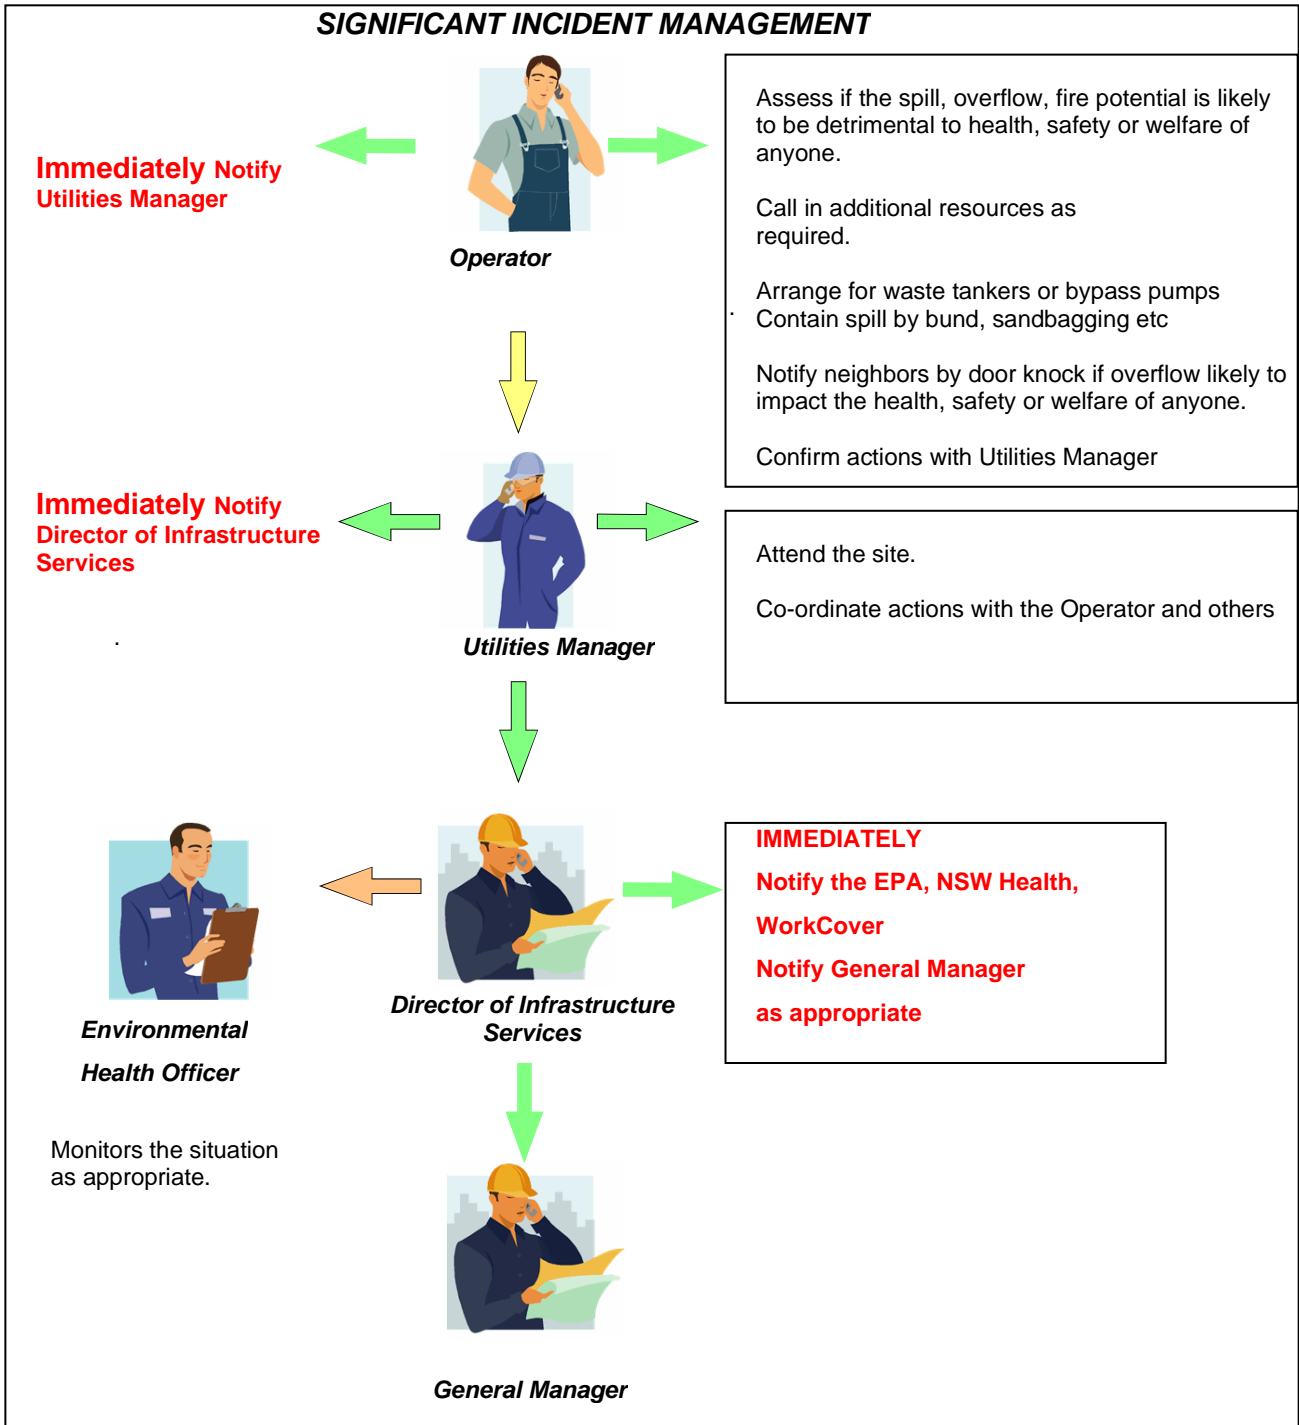 SIGNIFICANT INCIDENT MANAGEMENT
Immediately Notify
Utilities Manager
Operator
Assess if the spill, overflow, fire potential is likely
to be detrimental to health, safety or welfare of
anyone.
Call in additional resources as
required.
Arrange for waste tankers or bypass pumps
. Contain spill by bund, sandbagging etc
Notify neighbors by door knock if overflow likely to
impact the health, safety or welfare of anyone.
Confirm actions with Utilities Manager
Immediately Notify
Director of Infrastructure
Services
.
Utilities Manager
Attend the site.
Co-ordinate actions with the Operator and others
Environmental
Health Officer
Monitors the situation
as appropriate.
Director of Infrastructure
Services
IMMEDIATELY
Notify the EPA, NSW Health,
WorkCover
Notify General Manager
as appropriate
General Manager